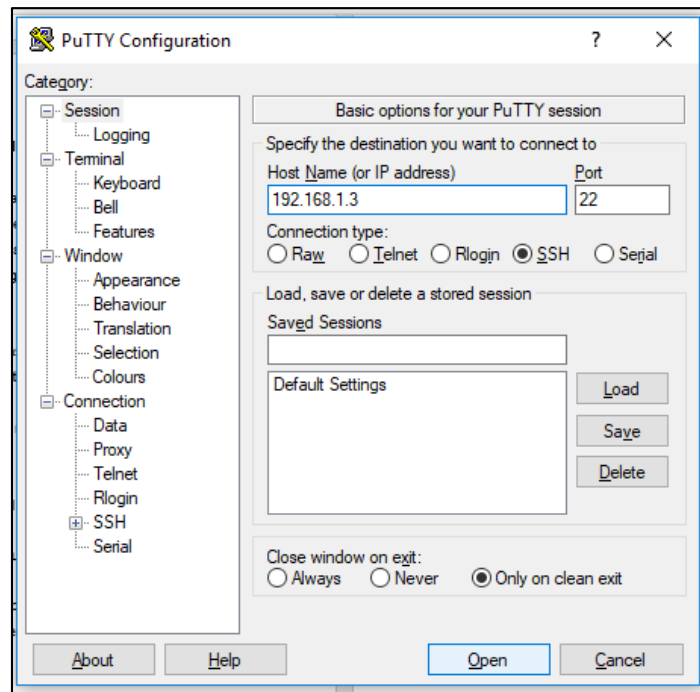 PuTTY Configuration
?
Category:
Session
Logging
Terminal
Keyboard
Bell
Features
Window
Appearance
Behaviour
Translation
Selection
Colours
Connection
Data
Proxy
Telnet
Rlogin
SSH
Serial
Basic options for your PuTTY session
Specify the destination you want to connect to
Host Name (or IP address) Port
192.168.1.3 22
Connection type:
Raw Telnet Rlogin SSH Serial
Load, save or delete a stored session
Saved Sessions
Default Settings
Load
Save
Delete
Close window on exit:
Always Never Only on clean exit
About Help Open Cancel